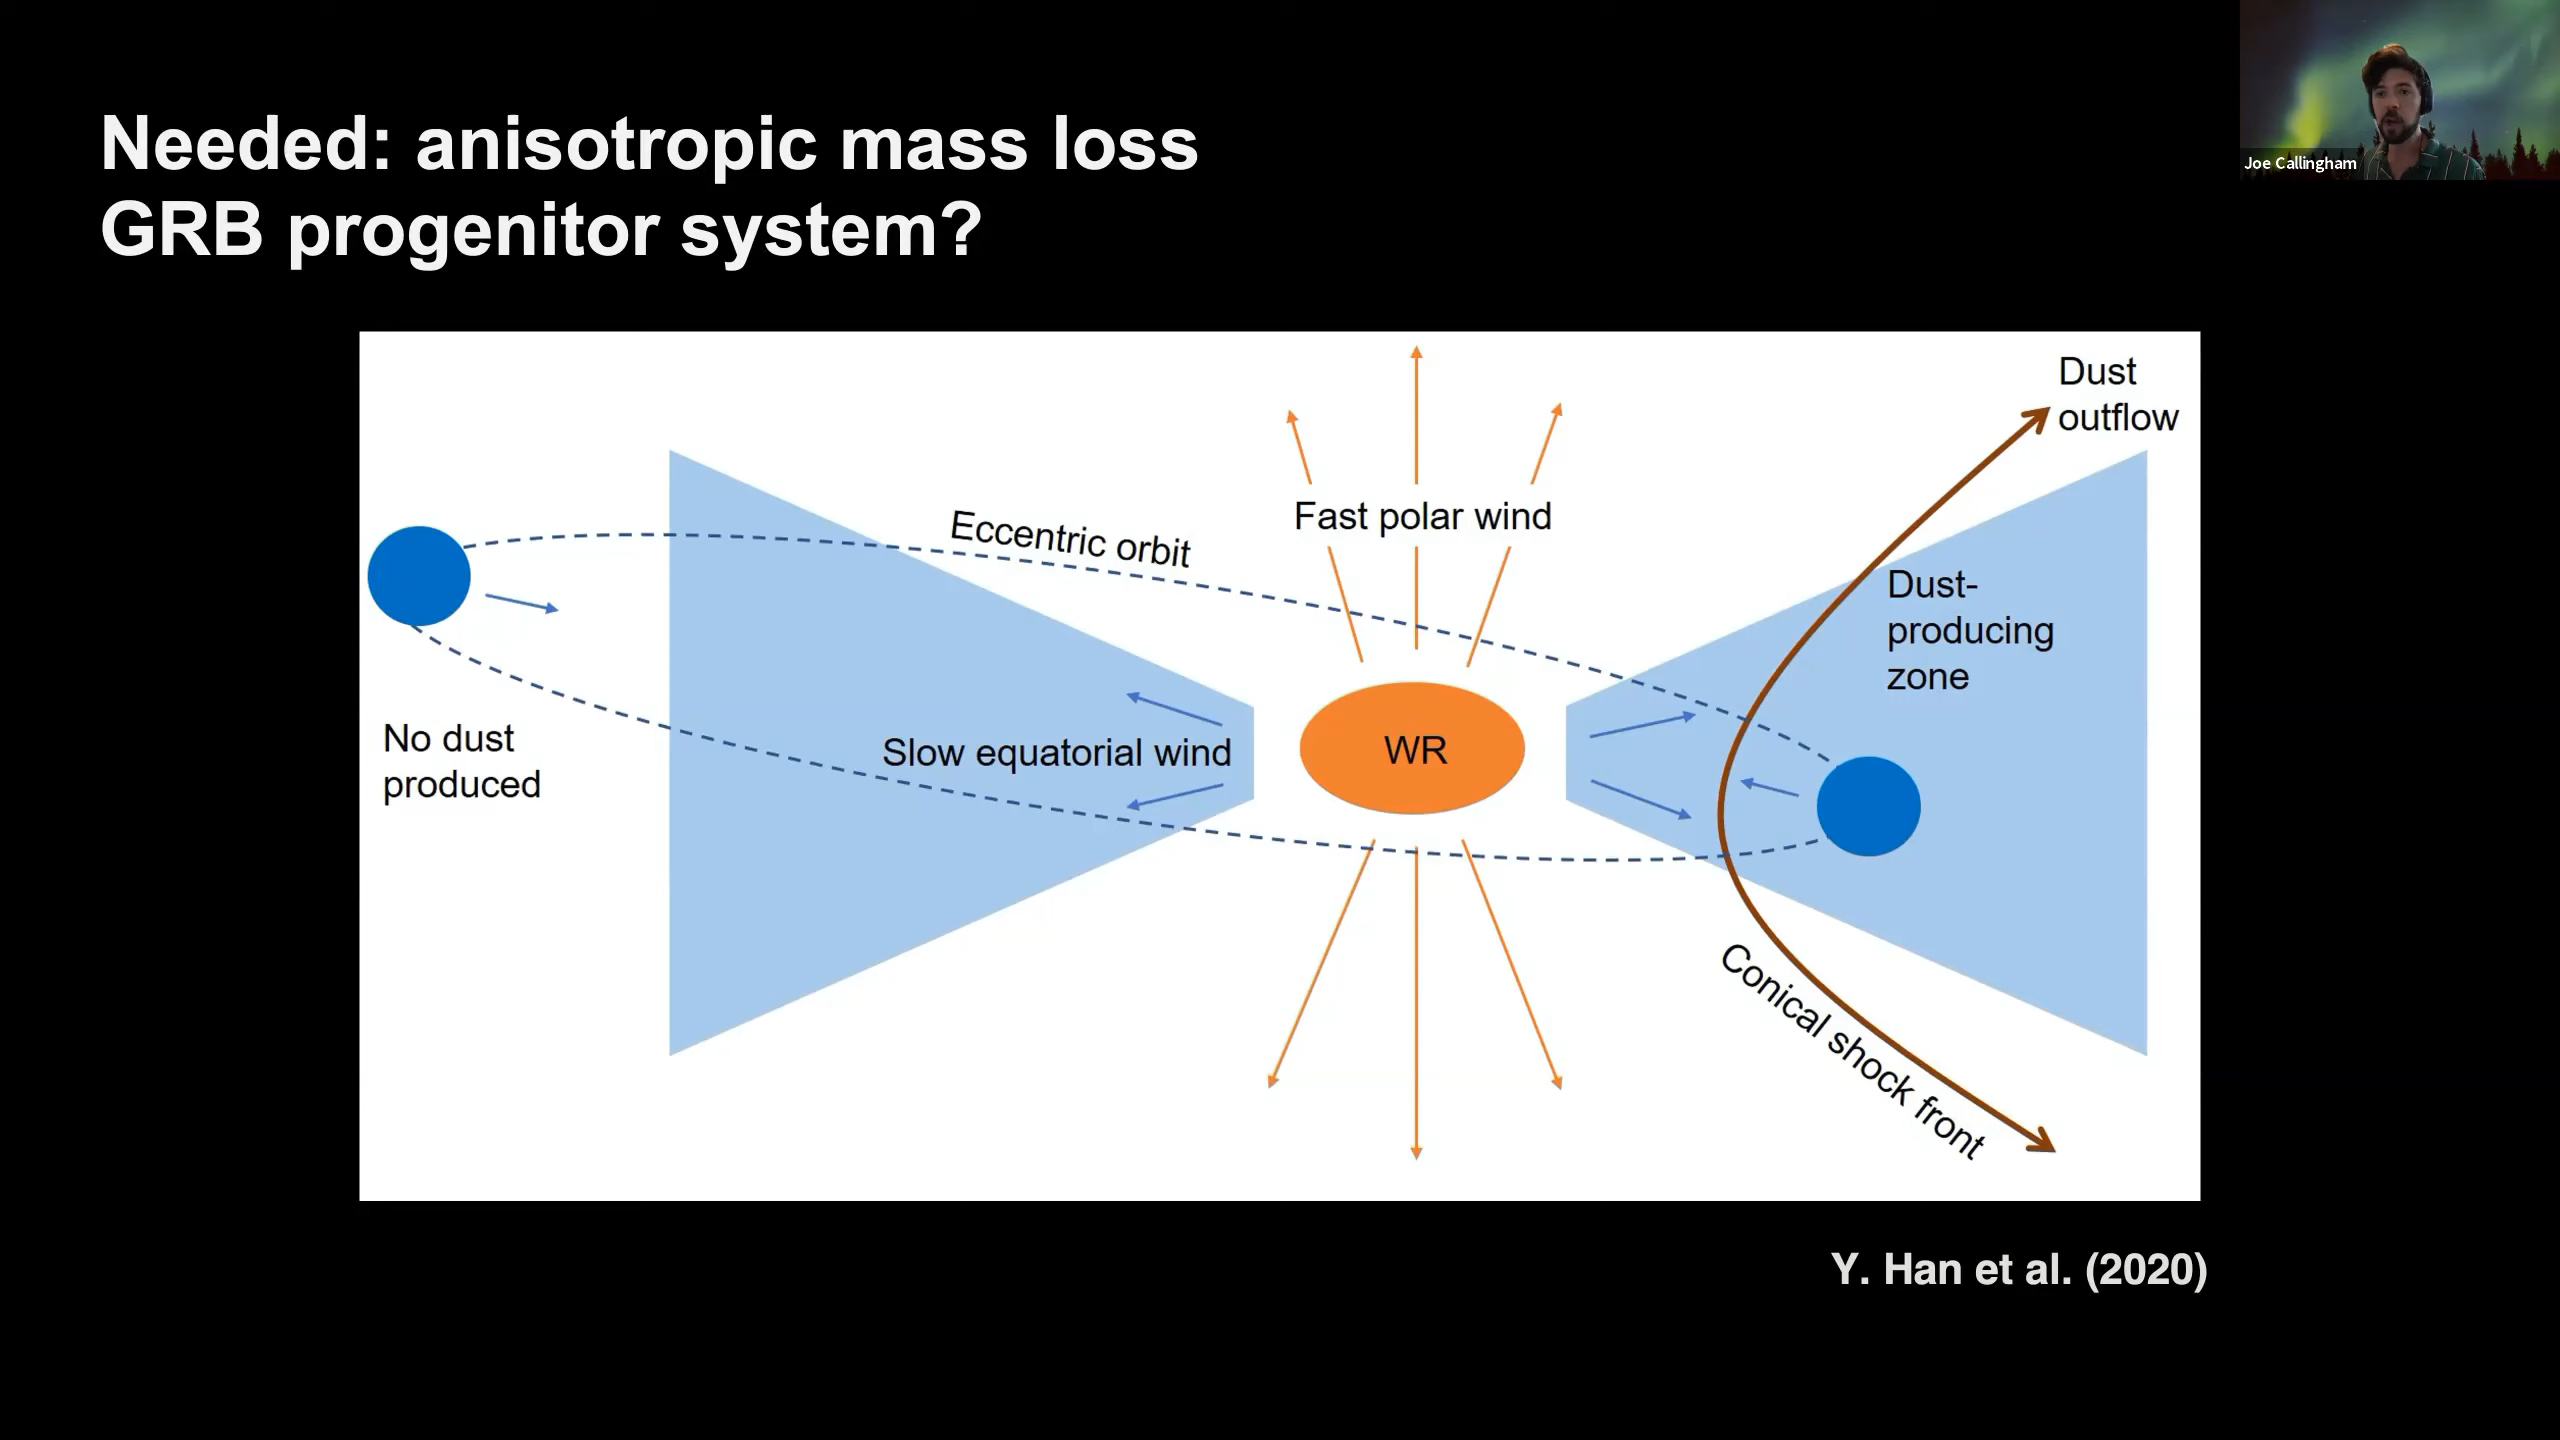 Needed: anisotropic mass loss
GRB progenitor system?
Joe Callingham
Dust
outflow
Eccentric orbit
Fast polar wind
Dust-
producing
zone
No dust
produced
Slow equatorial wind
WR
Conical shock front
Y. Han et al. (2020)